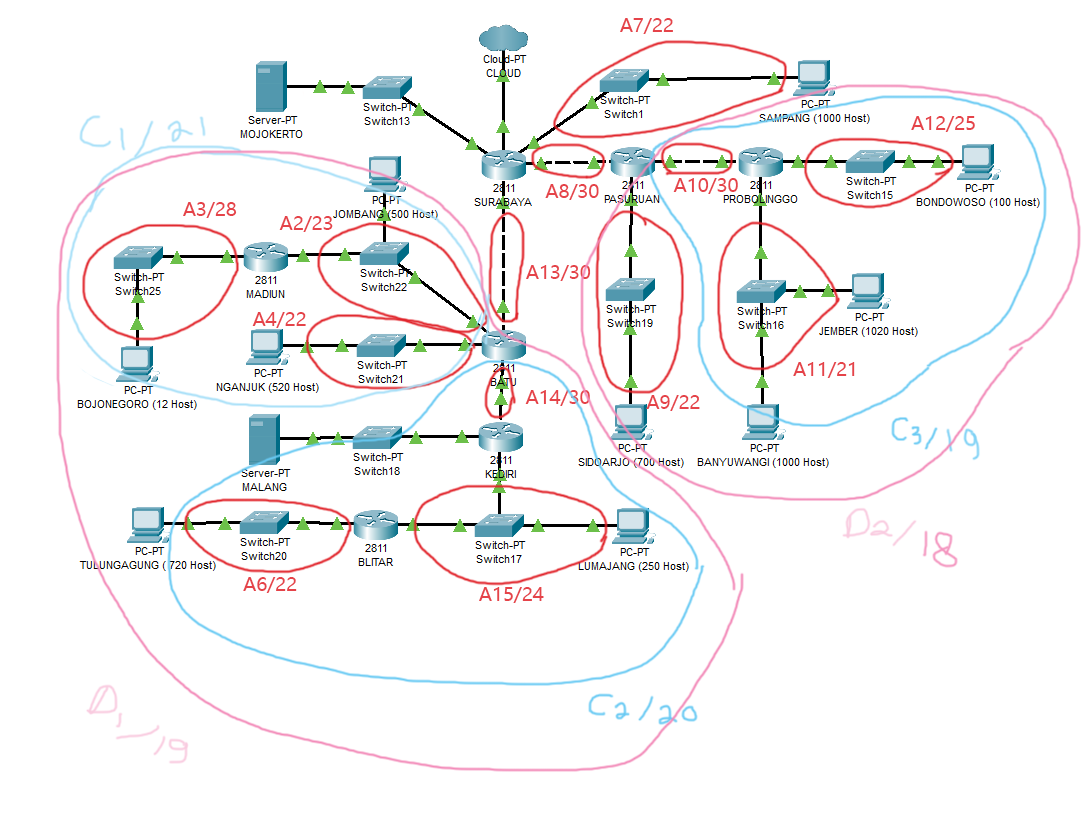 A7/22
Cloud-PT
CLOUD
Server-PT
MOJOKERTO
Switch-PT
Switch13
Switch-PT
Switch1
PC-PT
SAMPANG (1000 Host)
C1/21
A12/25
2811
SURABAYA
A8/30
2811
PASURUAN
A10/30
2811
PROBOLINGGO
Switch-PT
Switch15
PC-PT
BONDOWOSO (100 Host)
PC-PT
JOMBANG (500 Host)
A3/28
A2/23
Switch-PT
Switch25
2811
MADIUN
Switch-PT
Switch22
A13/30
Switch-PT
Switch19
Switch-PT
Switch16
PC-PT
JEMBER (1020 Host)
A4/22
PC-PT
NGANJUK (520 Host)
Switch-PT
Switch21
2811
BATU
A11/21
PC-PT
BOJONEGORO (12 Host)
A14/30
A9/22
Server-PT
MALANG
Switch-PT
Switch18
2811
KEDIRI
PC-PT
SIDOARJO (700 Host)
PC-PT
BANYUWANGI (1000 Host)
C3/19
PC-PT
TULUNGAGUNG ( 720 Host)
Switch-PT
Switch20
2811
BLITAR
Switch-PT
Switch17
PC-PT
LUMAJANG (250 Host)
D2/18
A6/22
A15/24
C2/20
D1/19